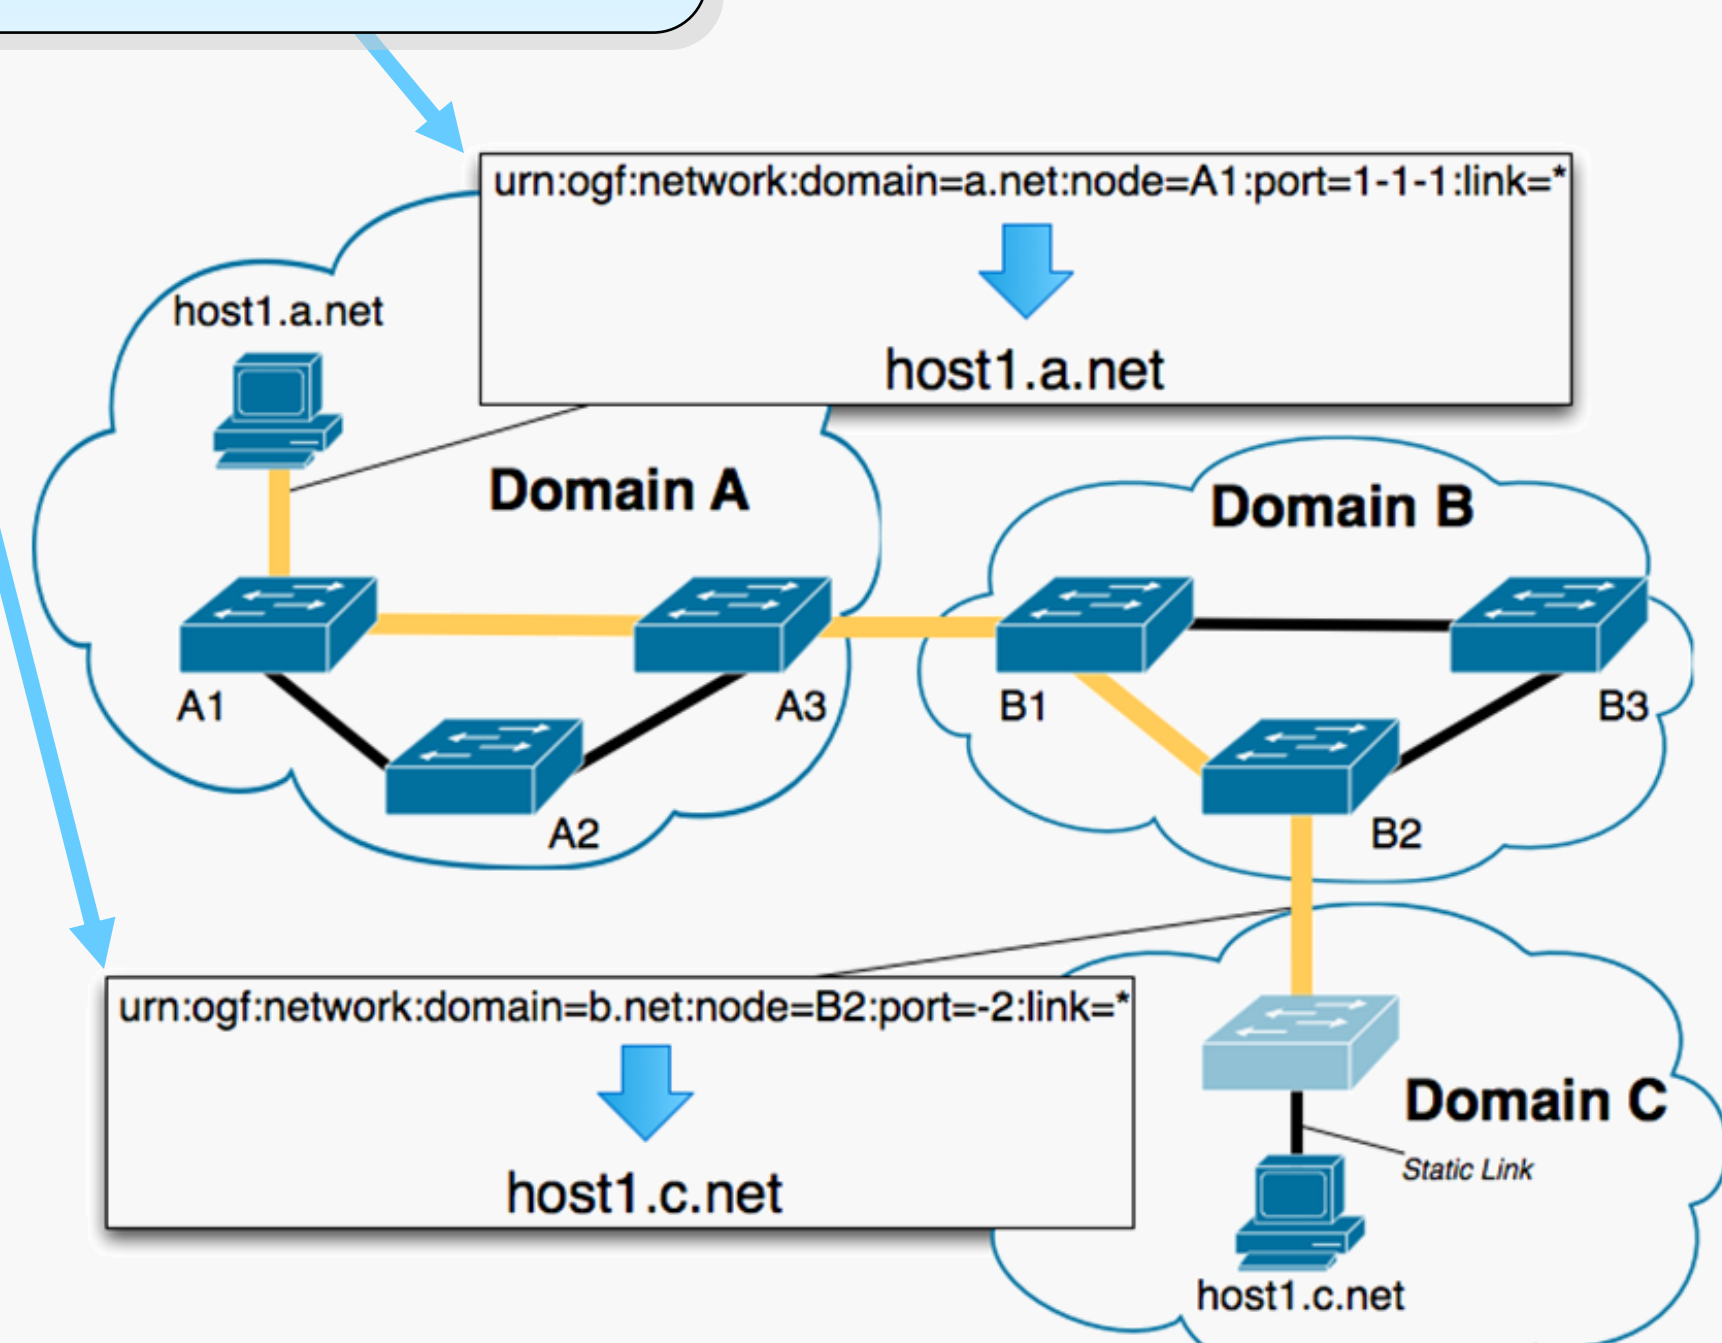 urn:ogf:network:domain=a.net:node=A1:port=1-1-1:link=*
host1.a.net
host1.a.net
Domain A
Domain B
A1
A3
B1
B3
A2
B2
urn:ogf:network:domain=b.net:node=B2:port=-2:link=*
host1.c.net
Domain C
Static Link
host1.c.net